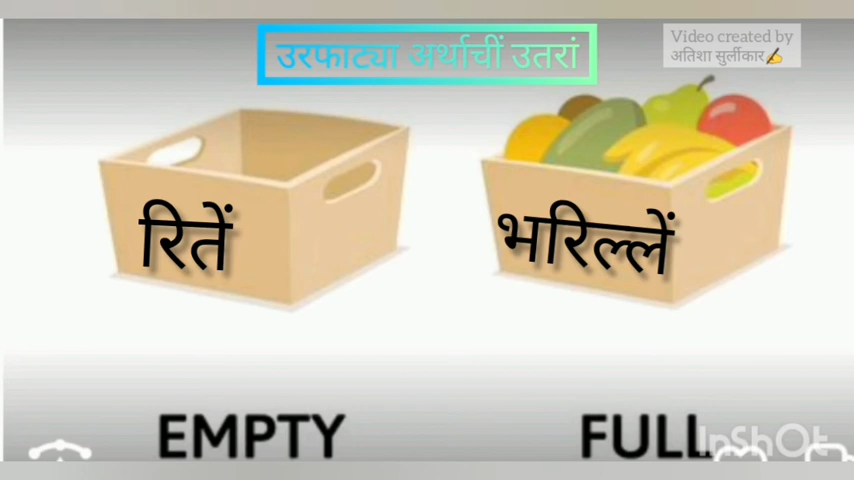 उरफाट्या अर्थाचीं उतरां
Video created by
अतिशा सुर्लीकार✍️
रितें
भरिल्लें
EMPTY
FULL
InShOt